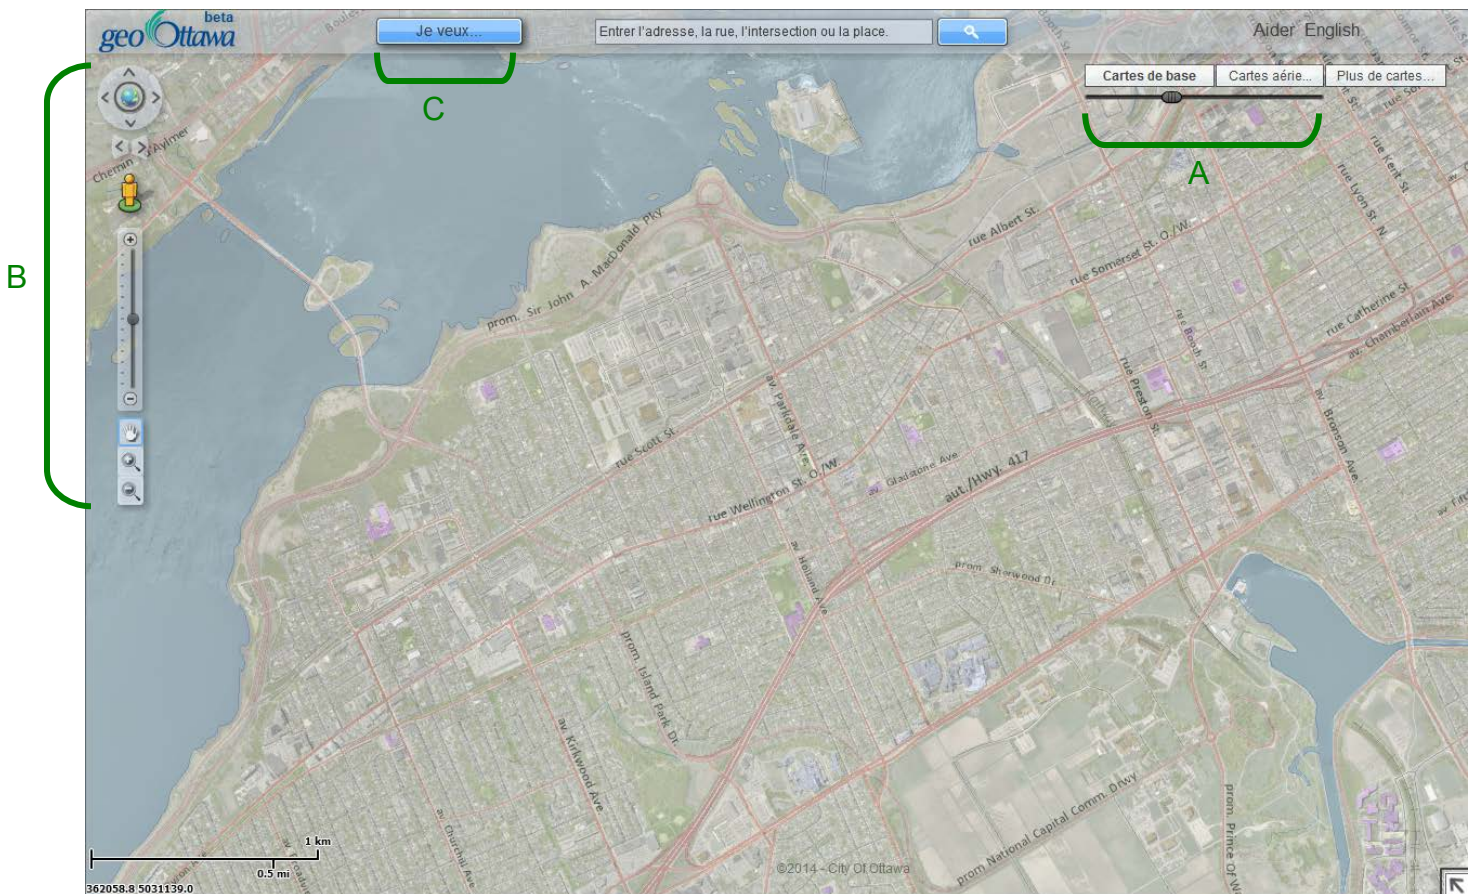 beta
geoOttawa
Je veux...
Entrer l'adresse, la rue, l'intersection ou la place.
Aider English
Cartes de base
Cartes aérie...
Plus de cartes...
A
B
C
Chemin d'Aylmer
prom. Sir John A. MacDonald Pky
rue Albert St.
rue Somerset St. O./W.
rue Kent St
rue Lyon St. N
rue Catherine St
av. Chamberlain Ave.
rue Booth St
rue Preston St.
Railway
av. Bronson Ave.
av. Parkdale Ave.
rue Scott St
rue Wellington St. O./W.
av. Gladstone Ave
aut./Hwy. 417
av. Holland Ave
prom. Sherwood Dr
prom. Island Park Dr.
av. Kirkwood Ave
av. Churchill Ave
prom. National Capital Comm. Drwy
prom. Prince Of W
1 km
0.5 mi
©2014 - City Of Ottawa
362058.8 5031139.0